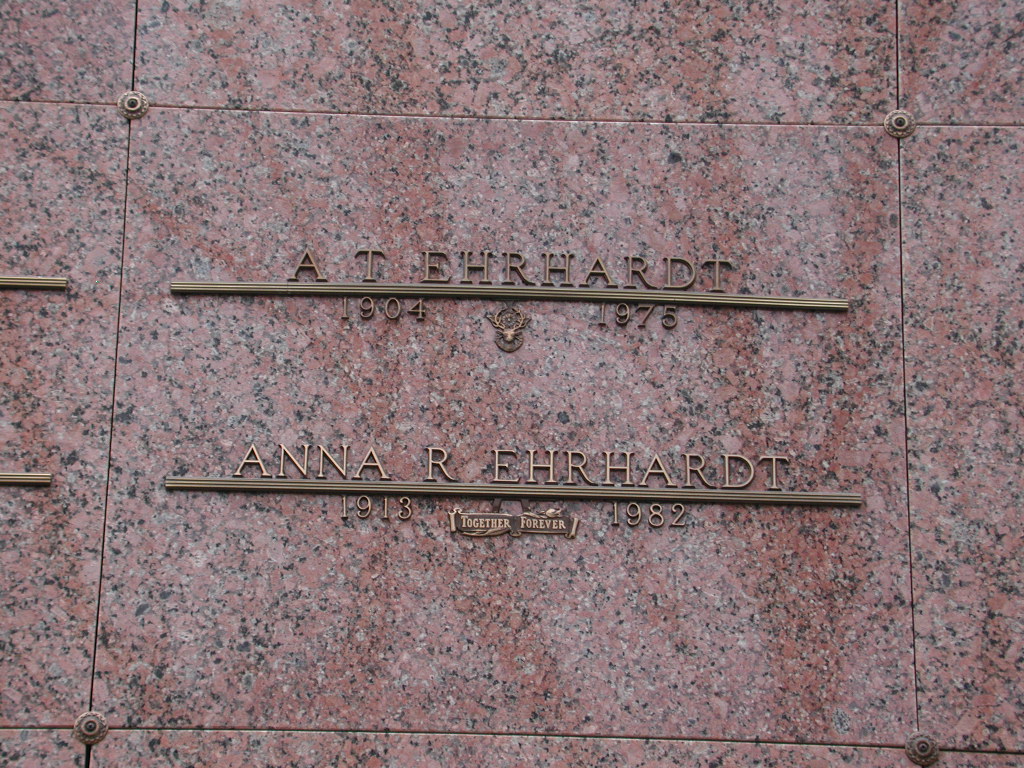 A T EHRHARDT
1904 1975
ANNA R EHRHARDT
1913 TOGETHER FOREVER 1982